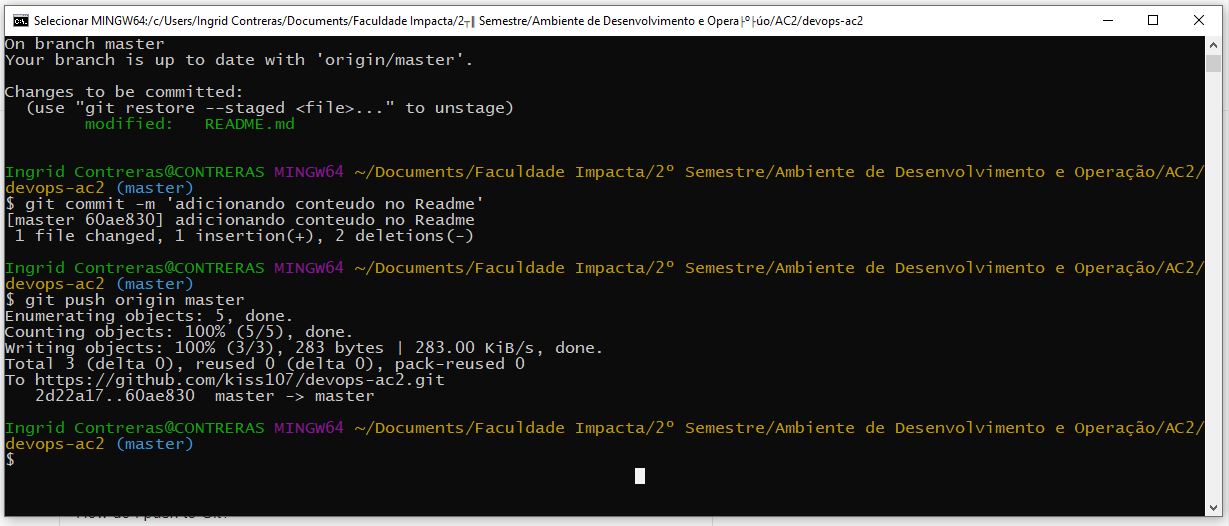 Selecionar MINGW64:/c/Users/Ingrid Contreras/Documents/Faculdade Impacta/2┬║ Semestre/Ambiente de Desenvolvimento e Opera├º├úo/AC2/devops-ac2
On branch master
Your branch is up to date with 'origin/master'.
Changes to be committed:
  (use "git restore --staged <file>..." to unstage)
        modified:   README.md
Ingrid Contreras@CONTRERAS MINGW64 ~/Documents/Faculdade Impacta/2º Semestre/Ambiente de Desenvolvimento e Operação/AC2/
devops-ac2 (master)
$ git commit -m 'adicionando conteudo no Readme'
[master 60ae830] adicionando conteudo no Readme
 1 file changed, 1 insertion(+), 2 deletions(-)
Ingrid Contreras@CONTRERAS MINGW64 ~/Documents/Faculdade Impacta/2º Semestre/Ambiente de Desenvolvimento e Operação/AC2/
devops-ac2 (master)
$ git push origin master
Enumerating objects: 5, done.
Counting objects: 100% (5/5), done.
Writing objects: 100% (3/3), 283 bytes | 283.00 KiB/s, done.
Total 3 (delta 0), reused 0 (delta 0), pack-reused 0
To https://github.com/kiss107/devops-ac2.git
   2d22a17..60ae830  master -> master
Ingrid Contreras@CONTRERAS MINGW64 ~/Documents/Faculdade Impacta/2º Semestre/Ambiente de Desenvolvimento e Operação/AC2/
devops-ac2 (master)
$